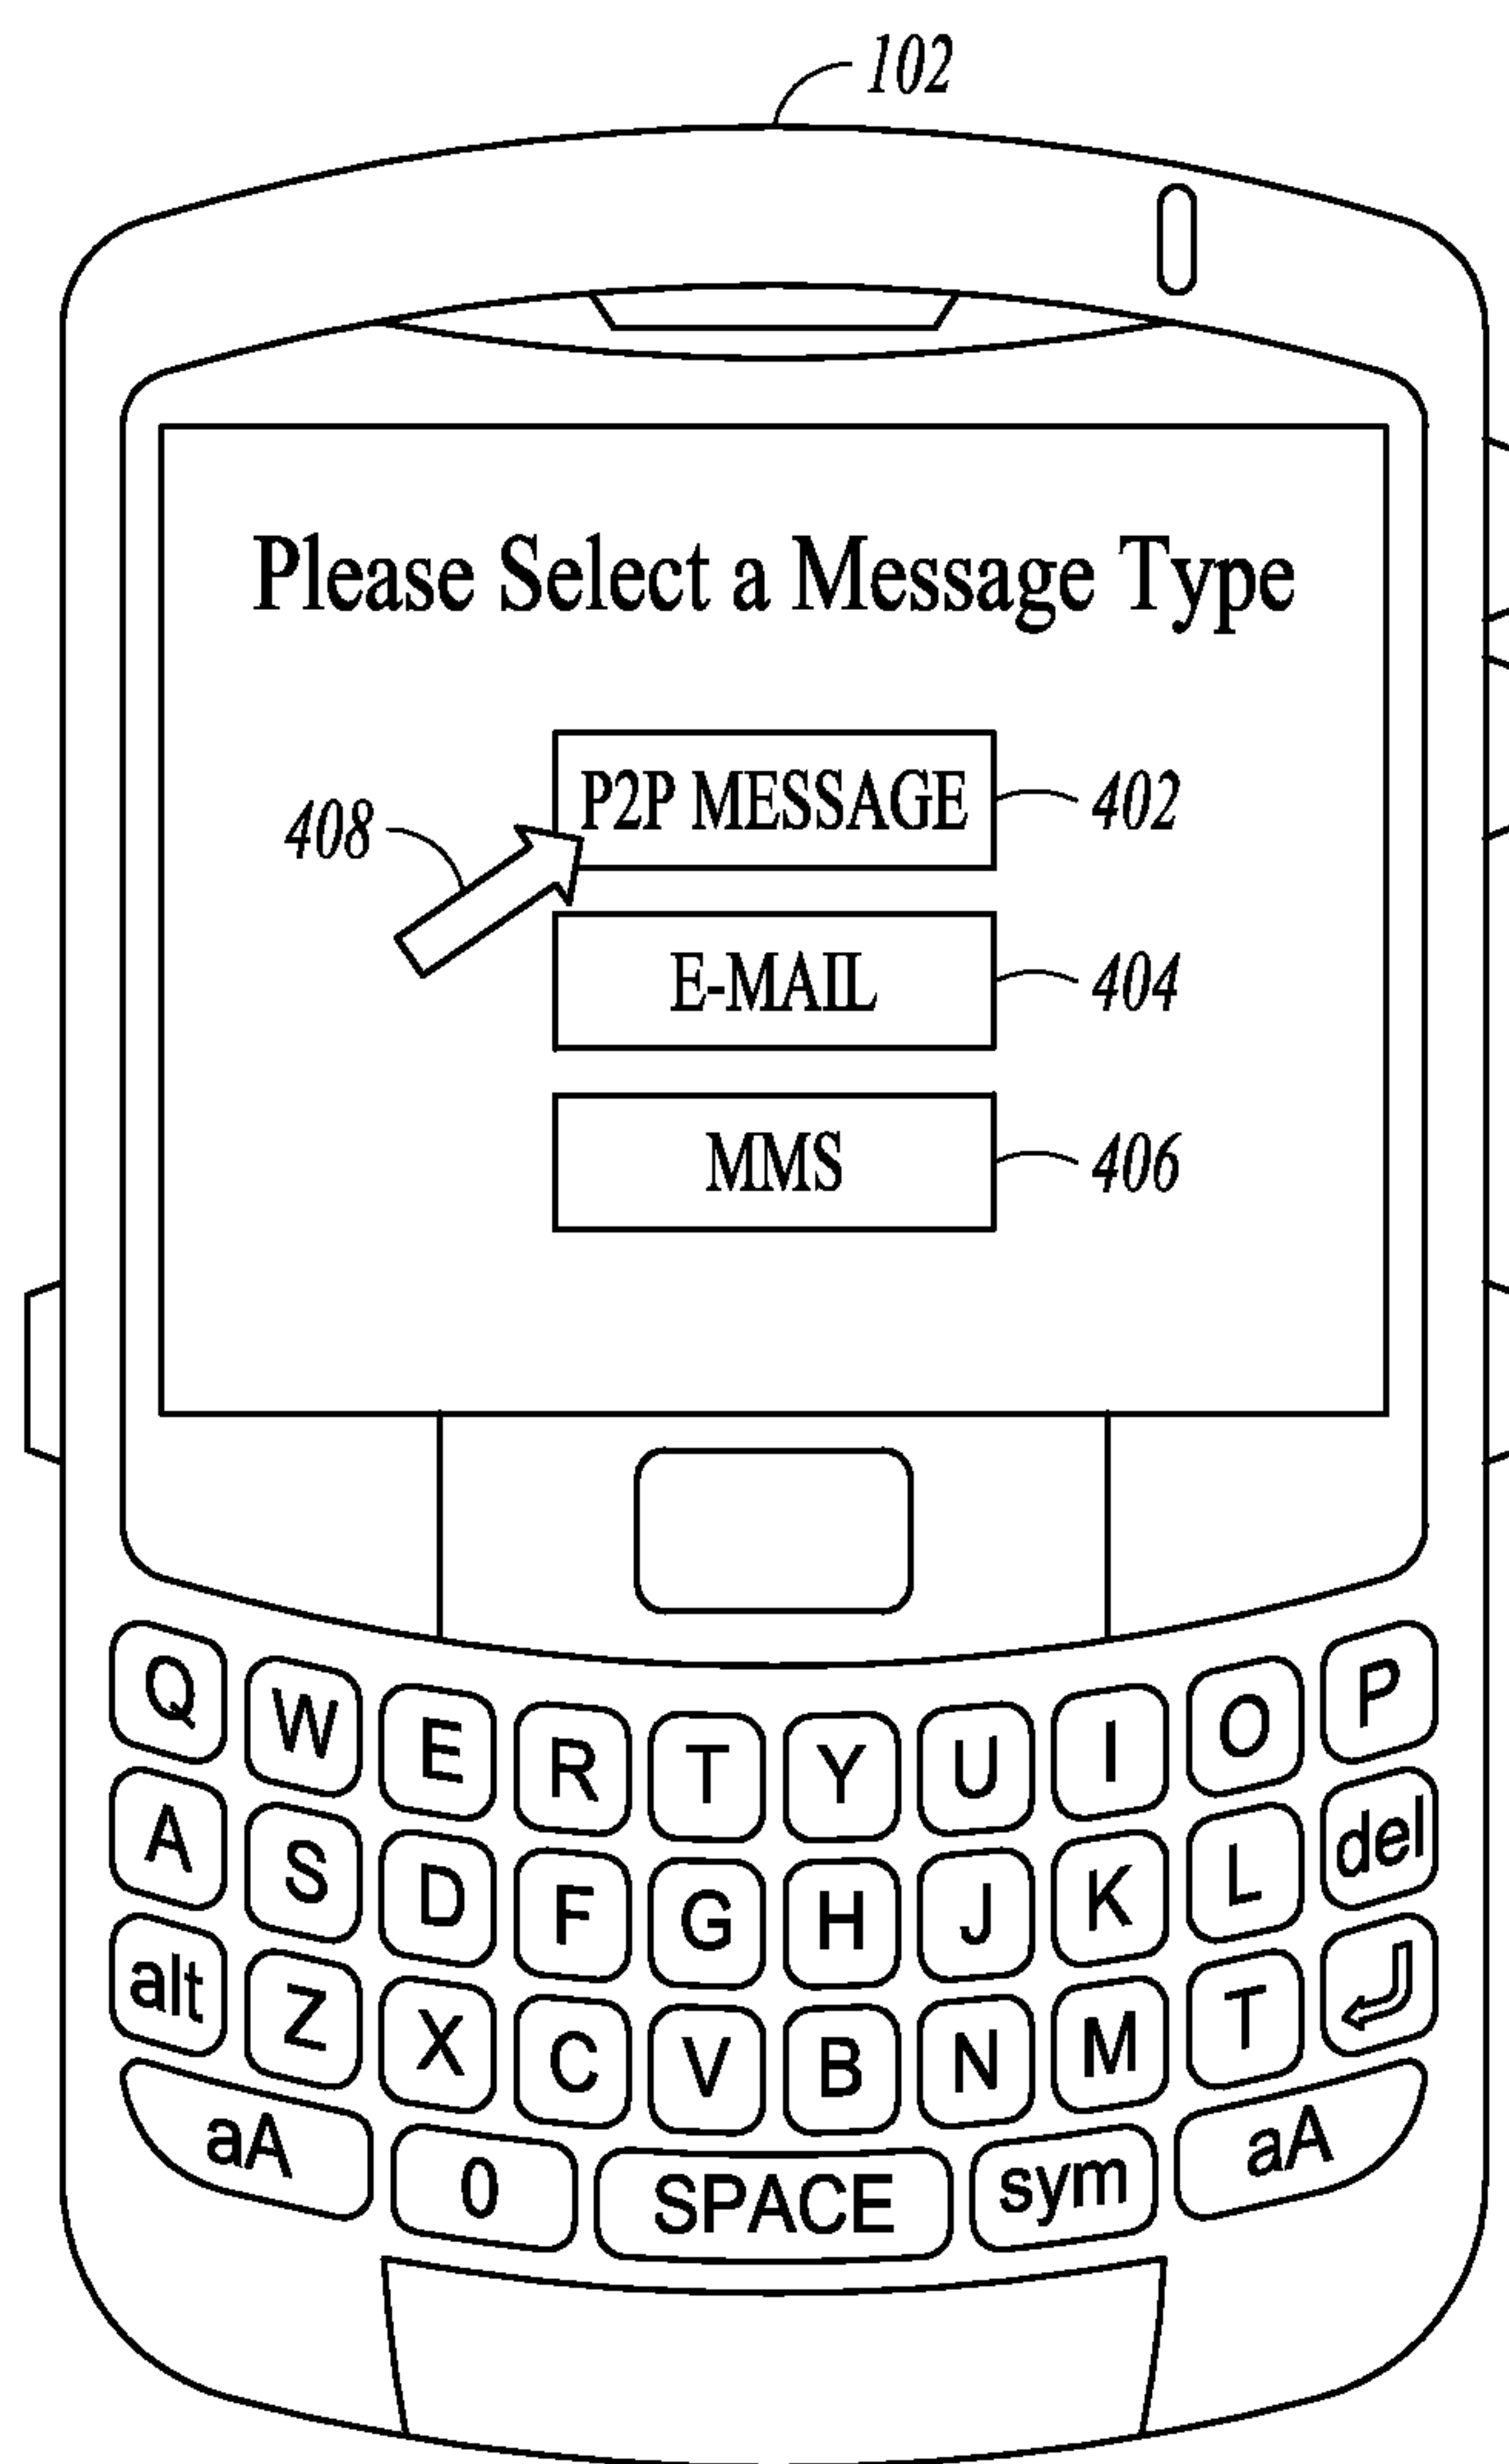 102
Please Select a Message Type
P2P MESSAGE 402
408
E-MAIL 404
MMS 406
Q W E R T Y U I O P
A S D F G H J K L del
alt Z X C V B N M T
aA 0 SPACE sym aA